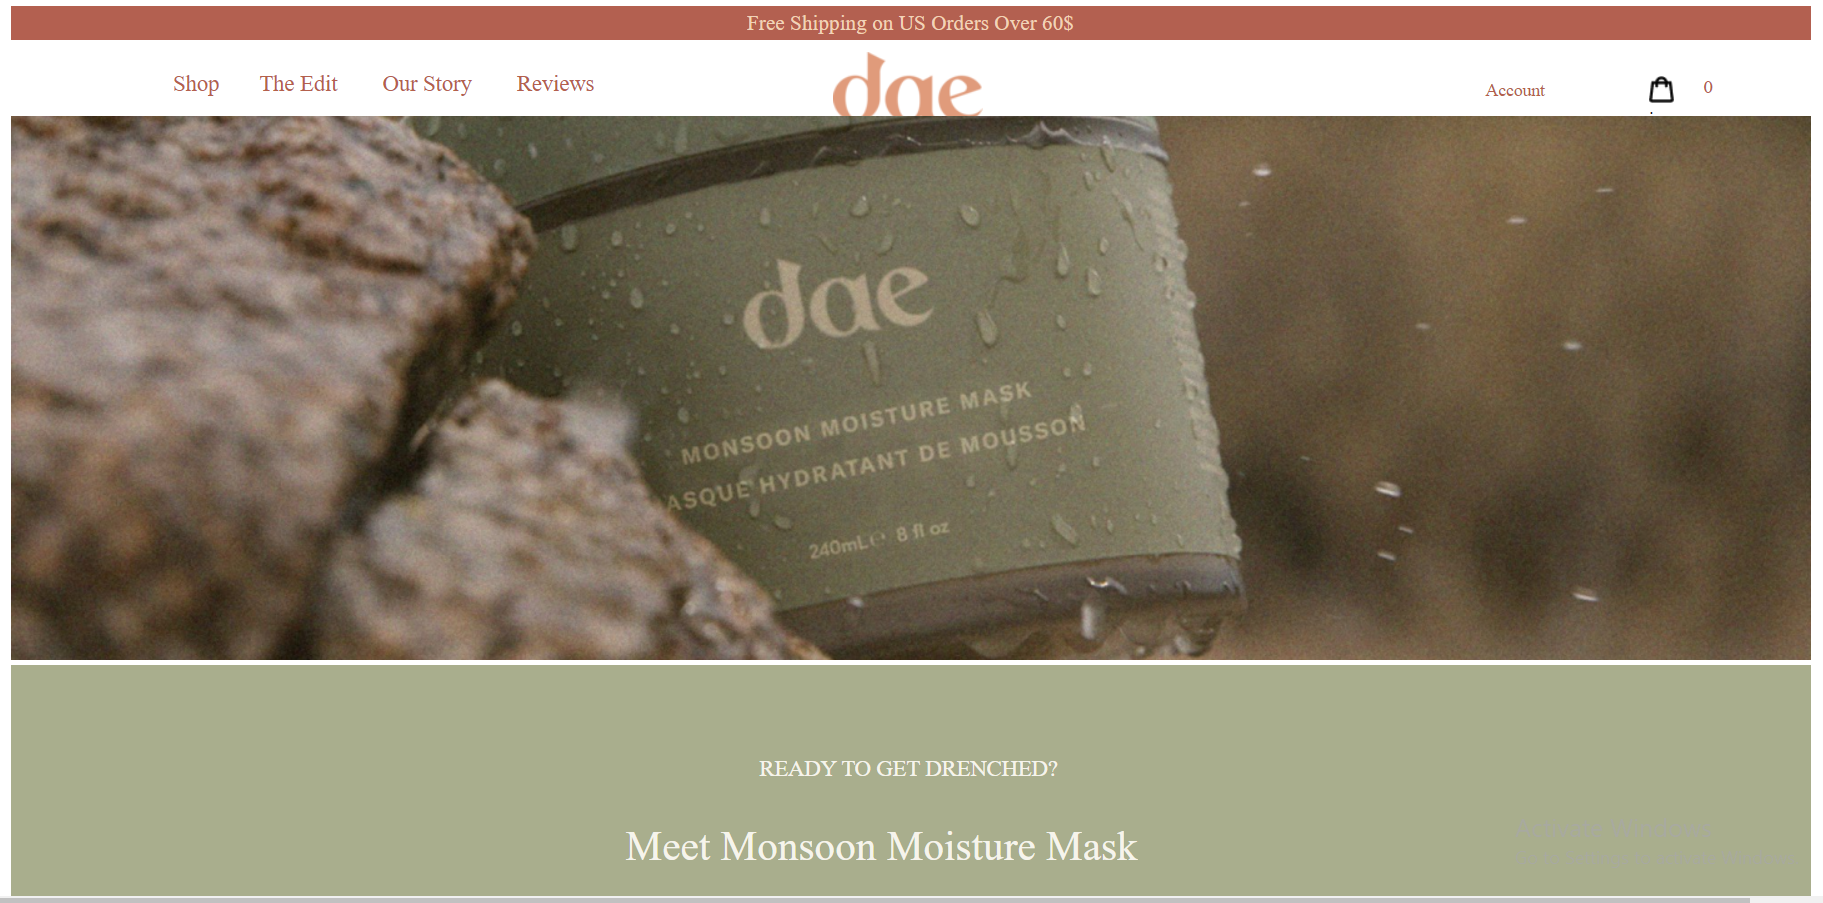 Free Shipping on US Orders Over 60$
Shop The Edit Our Story Reviews
dae
Account
0
dae
MONSOON MOISTURE MASK
ASQUE HYDRATANT DE MOUSSON
240mL℮ 8 fl oz
READY TO GET DRENCHED?
Meet Monsoon Moisture Mask